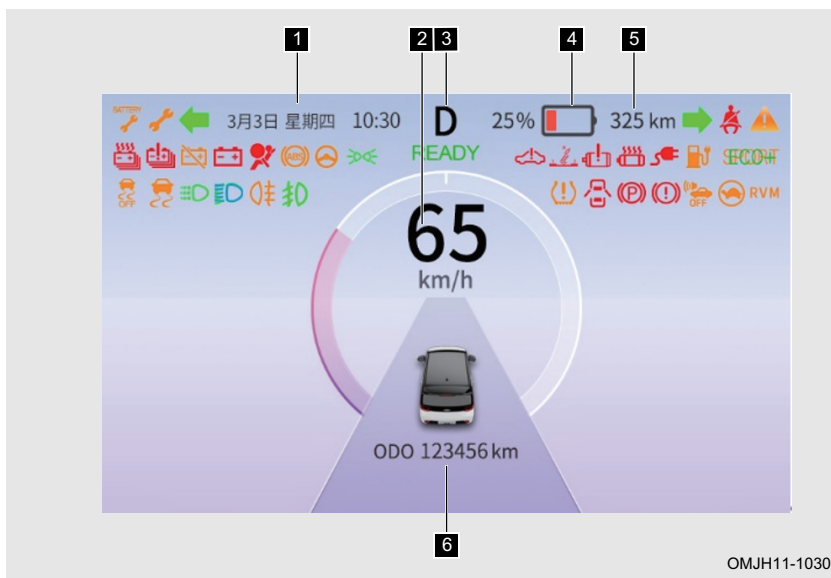 1 2 3 4 5
BATTERY 3月3日 星期四 10:30 D 25% 325 km
ABS READY
OFF 65 OFF RVM
km/h
ODO 123456 km
6
OMJH11-1030